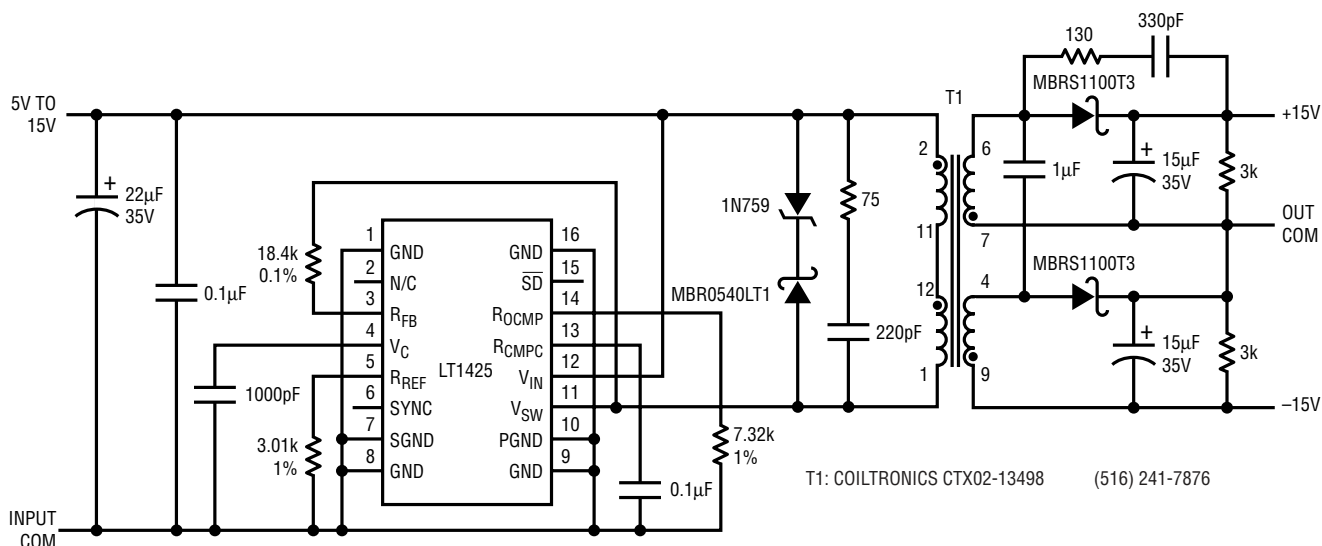 5V TO
15V
22µF
35V
+
0.1µF
18.4k
0.1%
1000pF
3.01k
1%
INPUT
COM
LT1425
1
GND
2
N/C
3
RFB
4
VC
5
RREF
6
SYNC
7
SGND
8
GND
16
GND
15
SD
14
ROCMP
13
RCMPC
12
VIN
11
VSW
10
PGND
9
GND
7.32k
1%
0.1µF
1N759
MBR0540LT1
75
220pF
T1
2
11
12
1
6
7
4
9
130
330pF
MBRS1100T3
1µF
+
15µF
35V
3k
+15V
OUT
COM
MBRS1100T3
+
15µF
35V
3k
–15V
T1: COILTRONICS CTX02-13498 (516) 241-7876